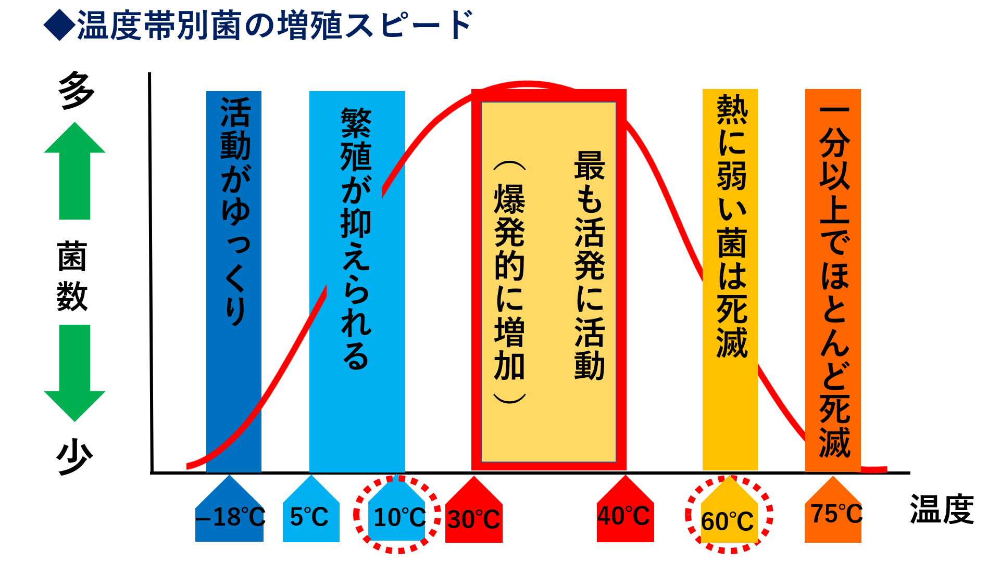 ◆温度帯別菌の増殖スピード
多
菌
数
少
活動がゆっくり
繁殖が抑えられる
最も活発に活動
（爆発的に増加）
熱に弱い菌は死滅
一分以上でほとんど死滅
−18℃
5℃
10℃
30℃
40℃
60℃
75℃
温度